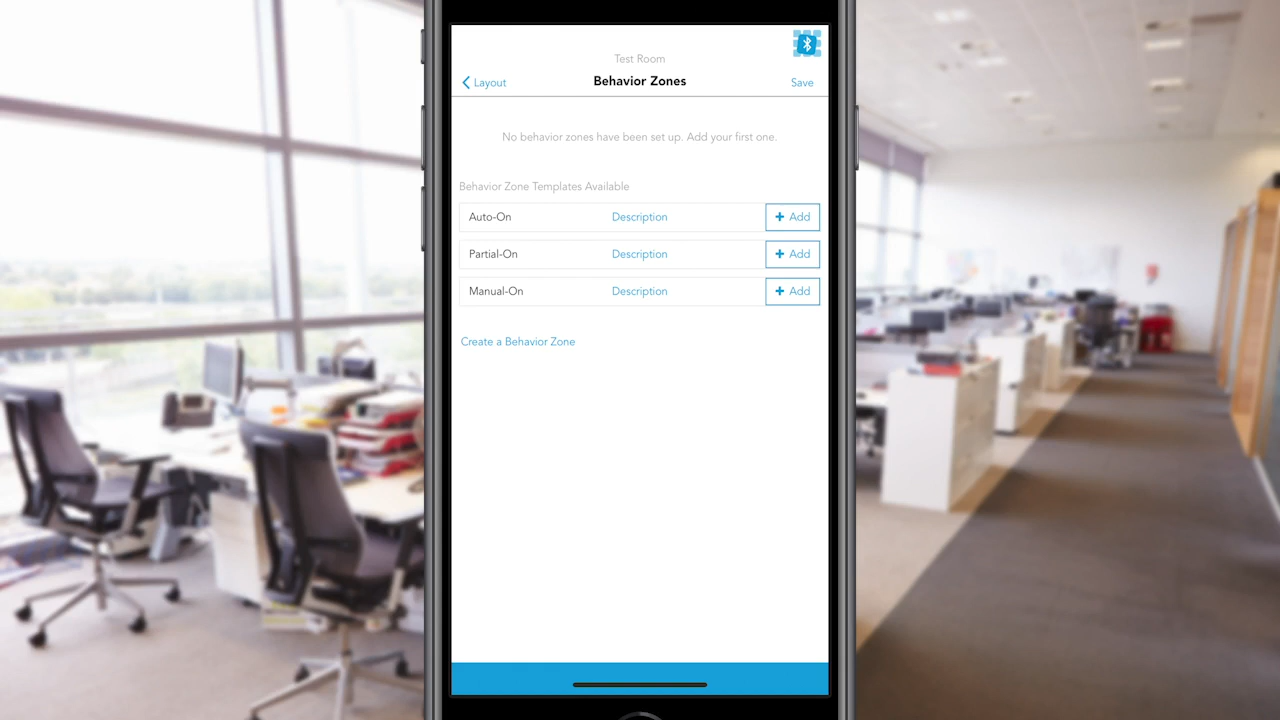 Test Room
Layout Behavior Zones Save
No behavior zones have been set up. Add your first one.
Behavior Zone Templates Available
Auto-On Description + Add
Partial-On Description + Add
Manual-On Description + Add
Create a Behavior Zone